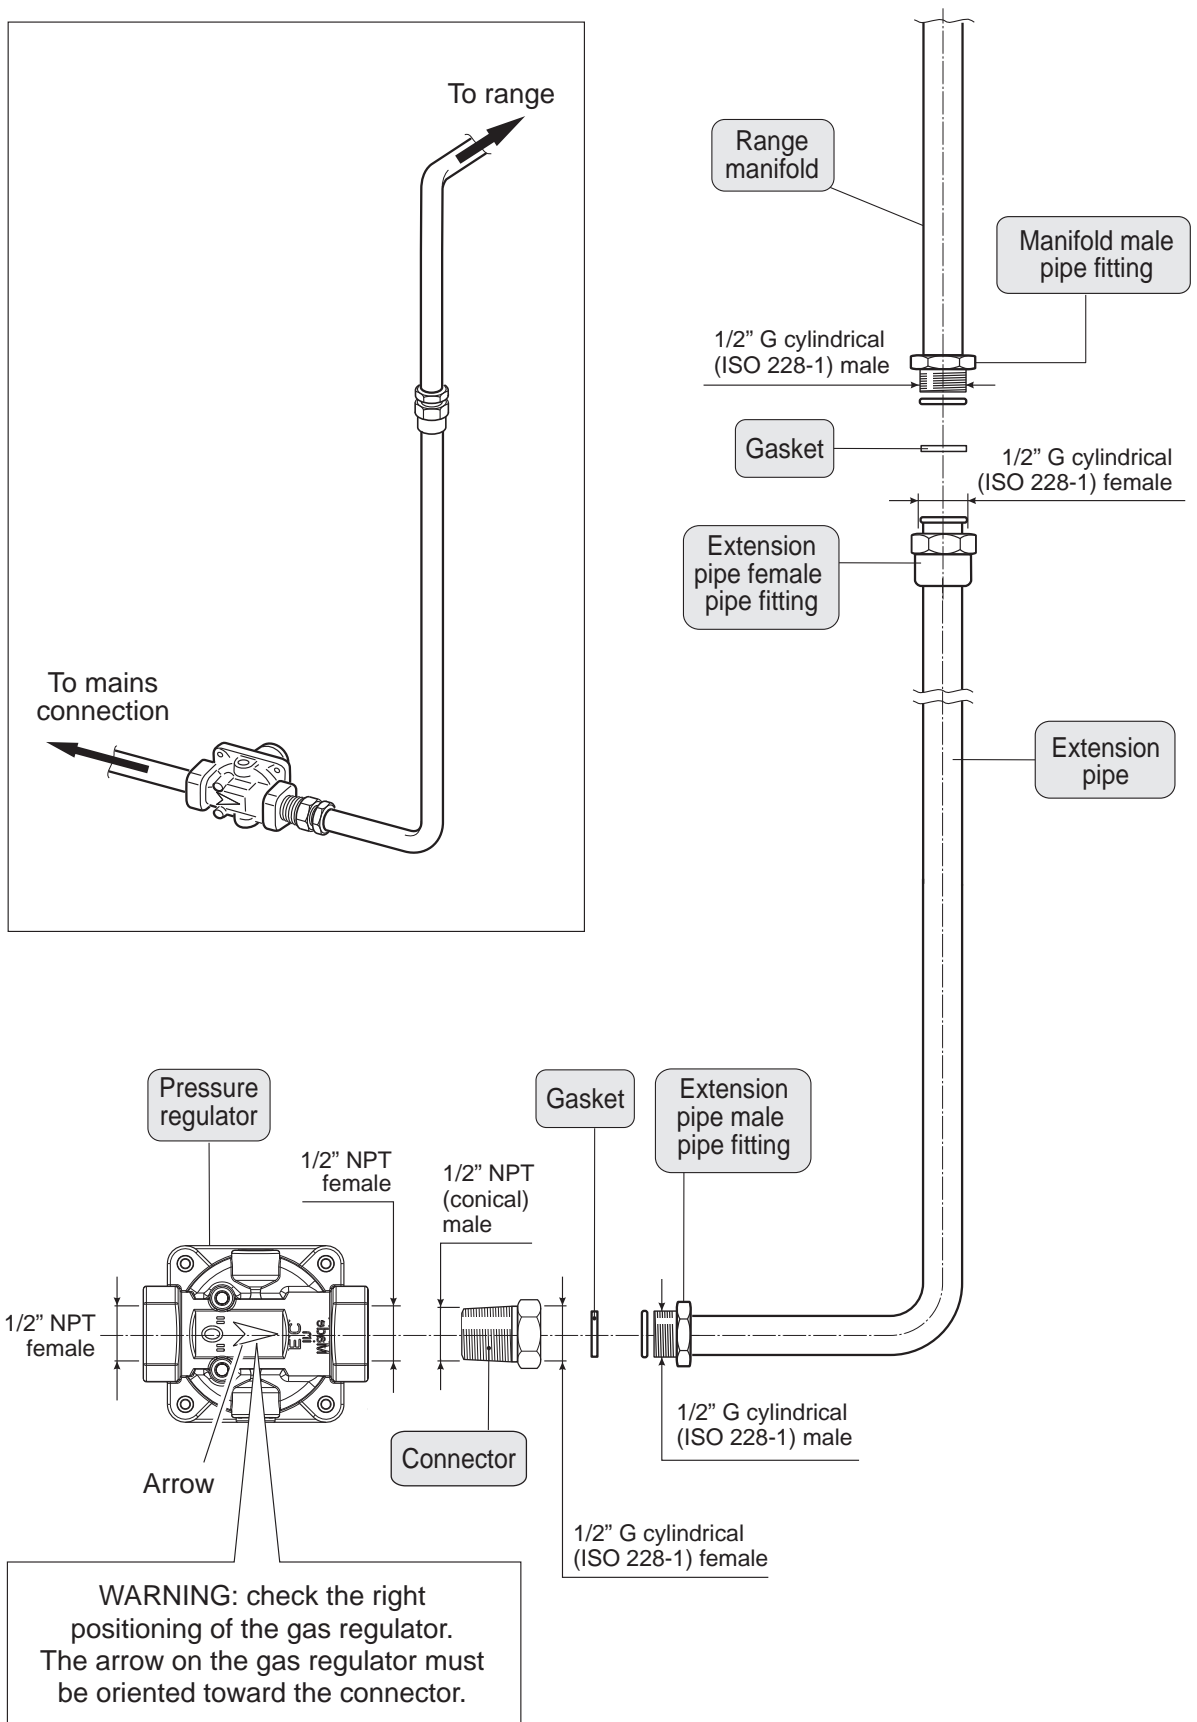 To range
Range
manifold
Manifold male
pipe fitting
1/2” G cylindrical
(ISO 228-1) male
Gasket
1/2” G cylindrical
(ISO 228-1) female
Extension
pipe female
pipe fitting
To mains
connection
Extension
pipe
Pressure
regulator
Gasket
Extension
pipe male
pipe fitting
1/2” NPT
female
1/2” NPT
(conical)
male
1/2” NPT
female
Made
EC
1/2” G cylindrical
(ISO 228-1) male
Connector
Arrow
1/2” G cylindrical
(ISO 228-1) female
WARNING: check the right
positioning of the gas regulator.
The arrow on the gas regulator must
be oriented toward the connector.